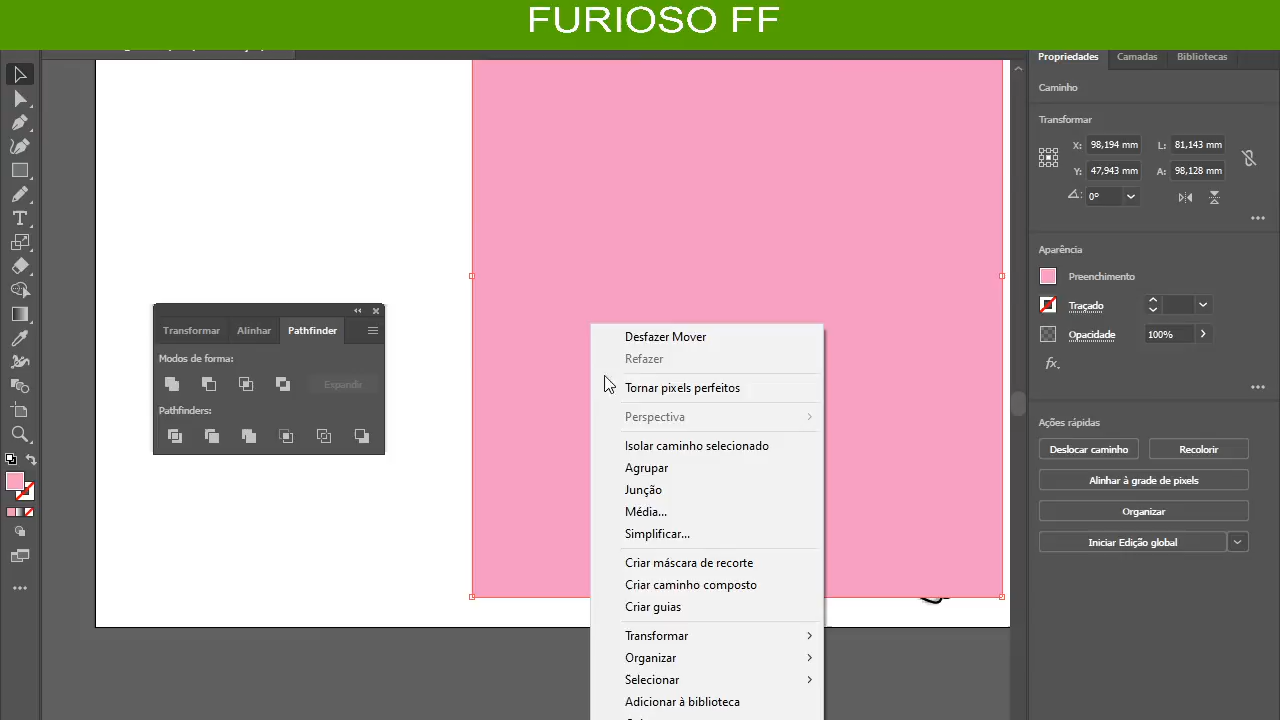 FURIOSO FF
Propriedades Camadas Bibliotecas
Caminho
Transformar
X: 98,194 mm L: 81,143 mm
Y: 47,943 mm A: 98,128 mm
0°
Aparência
Preenchimento
Traçado
Opacidade 100%
fx.
Ações rápidas
Deslocar caminho Recolorir
Alinhar à grade de pixels
Organizar
Iniciar Edição global
Transformar Alinhar Pathfinder
Modos de forma:
Expandir
Pathfinders:
Desfazer Mover
Refazer
Tornar pixels perfeitos
Perspectiva
Isolar caminho selecionado
Agrupar
Junção
Média...
Simplificar...
Criar máscara de recorte
Criar caminho composto
Criar guias
Transformar
Organizar
Selecionar
Adicionar à biblioteca